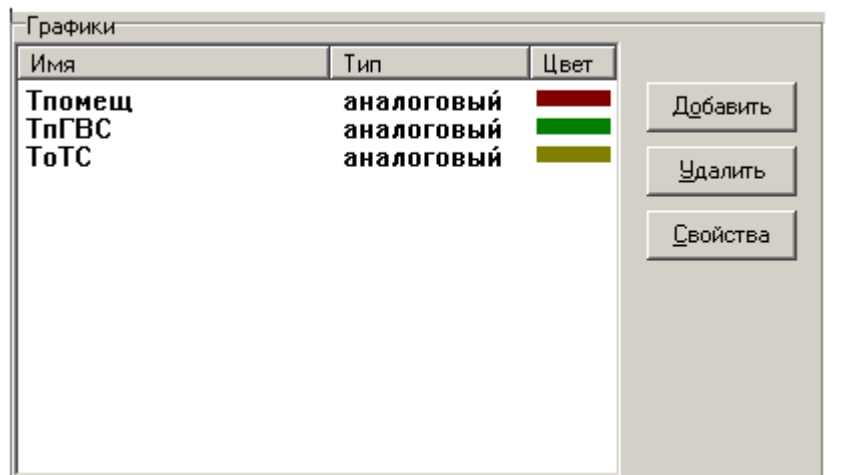 Графики
Имя Тип Цвет
Тпомещ аналоговый
ТпГВС аналоговый
ТоТС аналоговый
Добавить
Удалить
Свойства